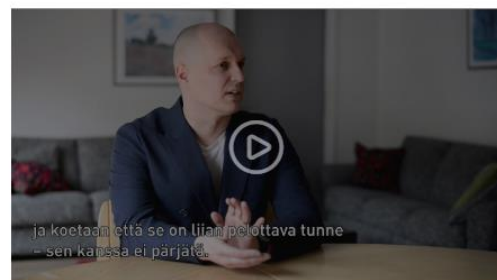 ja koetaan että se on liian pelottava tunne
– sen kanssa ei pärjätä.